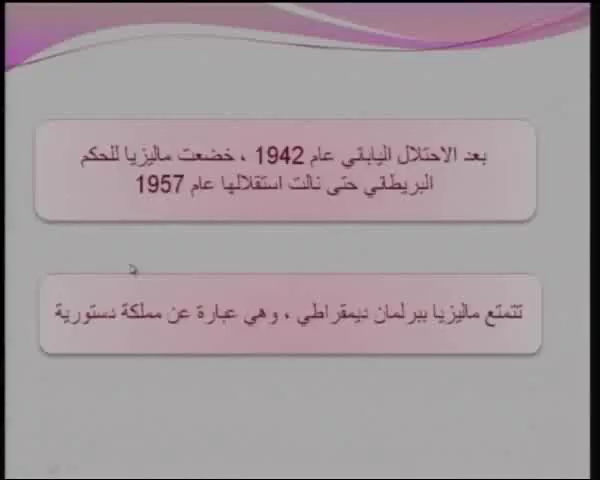 بعد الاحتلال الياباني عام 1942 ، خضعت ماليزيا للحكم
البريطاني حتى نالت استقلالها عام 1957
تتمتع ماليزيا ببرلمان ديمقراطي ، وهي عبارة عن مملكة دستورية